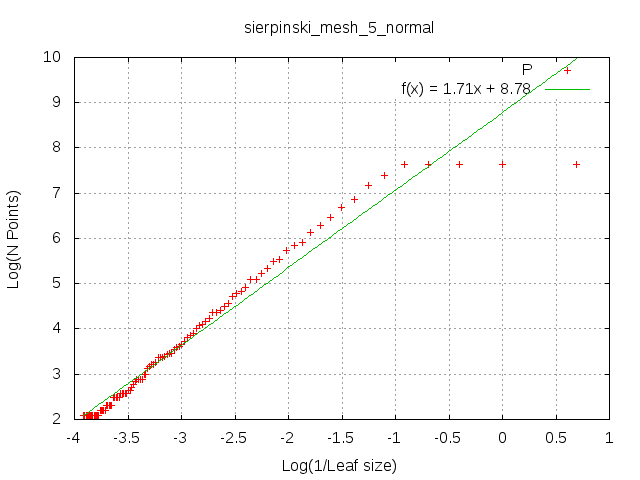 sierpinski_mesh_5_normal
10
9
8
7
6
5
4
3
2
Log(N Points)
P
f(x) = 1.71x + 8.78
-4 -3.5 -3 -2.5 -2 -1.5 -1 -0.5 0 0.5 1
Log(1/Leaf size)